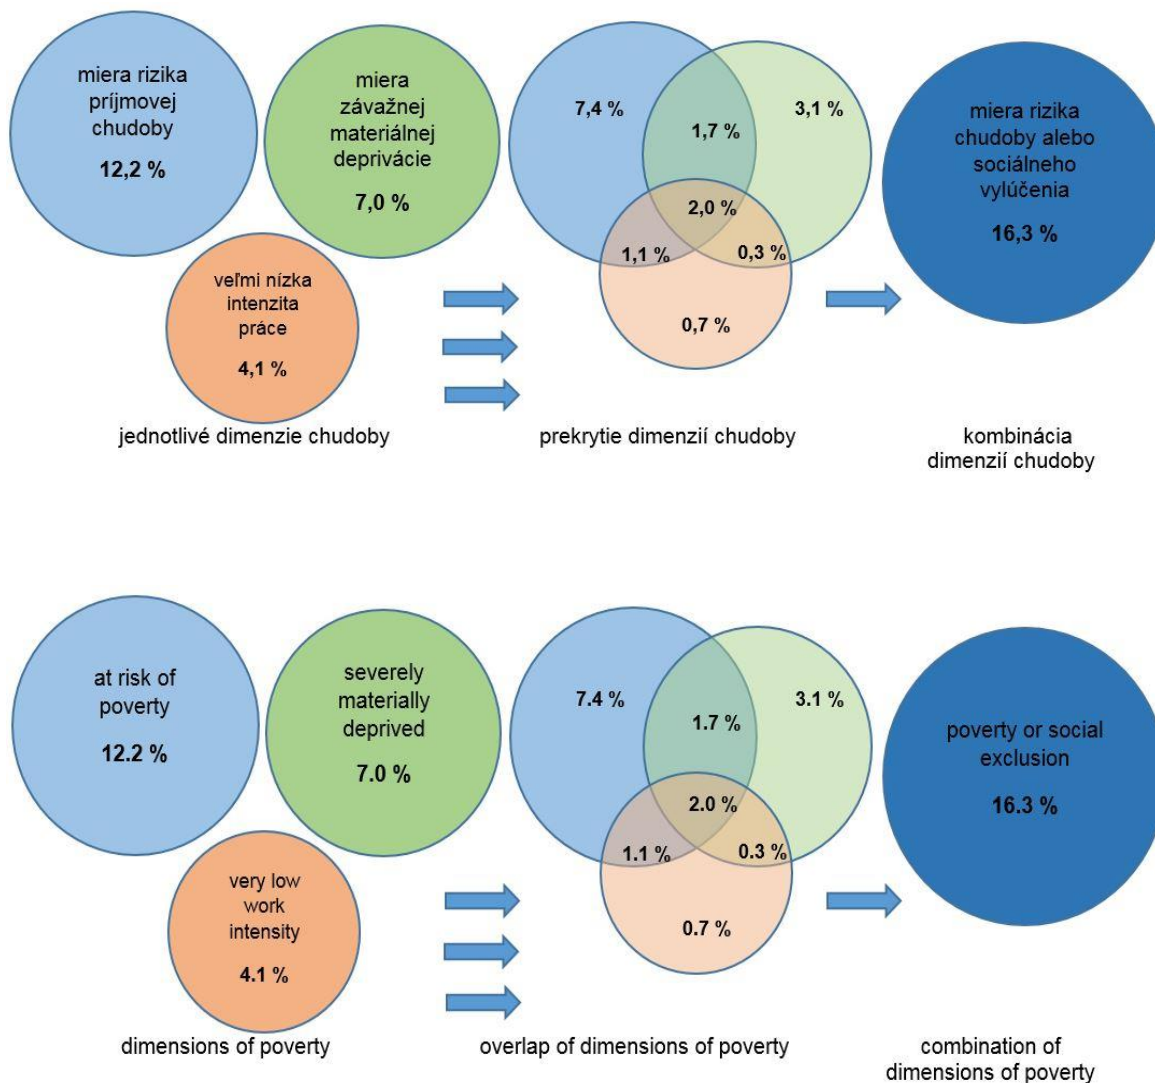 miera rizika
príjmovej
chudoby
12,2 %
miera
závažnej
materiálnej
deprivácie
7,0 %
veľmi nízka
intenzita
práce
4,1 %
7,4 %
1,7 %
3,1 %
2,0 %
1,1 %
0,3 %
0,7 %
miera rizika
chudoby alebo
sociálneho
vylúčenia
16,3 %
jednotlivé dimenzie chudoby
prekrytie dimenzií chudoby
kombinácia
dimenzií chudoby
at risk of
poverty
12.2 %
severely
materially
deprived
7.0 %
very low
work
intensity
4.1 %
7.4 %
1.7 %
3.1 %
2.0 %
1.1 %
0.3 %
0.7 %
poverty or social
exclusion
16.3 %
dimensions of poverty
overlap of dimensions of poverty
combination of
dimensions of poverty